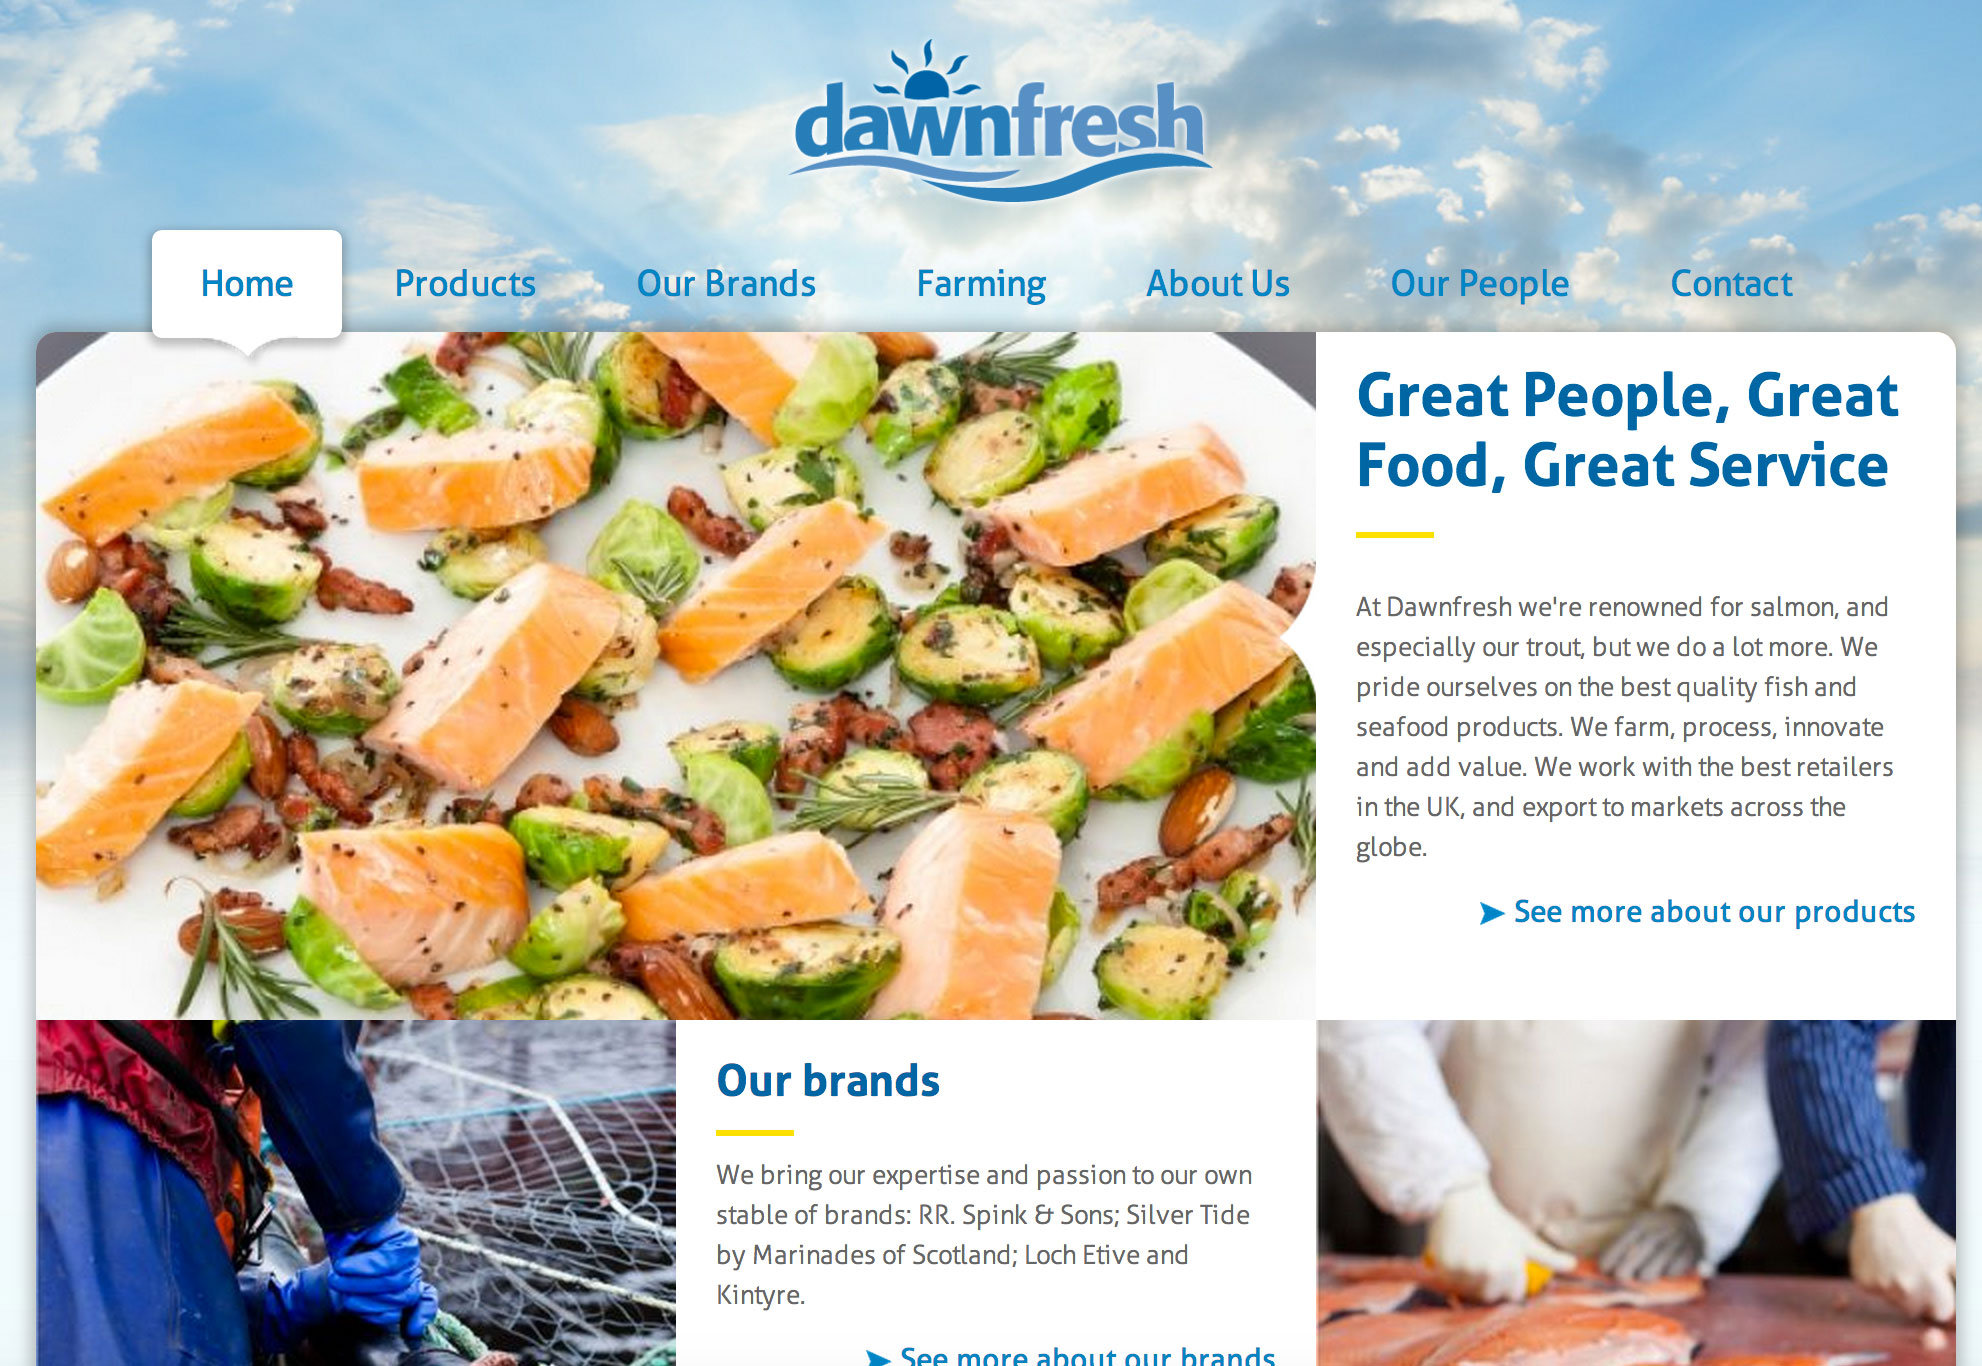 dawnfresh
Home
Products
Our Brands
Farming
About Us
Our People
Contact
Great People, Great
Food, Great Service
At Dawnfresh we're renowned for salmon, and
especially our trout, but we do a lot more. We
pride ourselves on the best quality fish and
seafood products. We farm, process, innovate
and add value. We work with the best retailers
in the UK, and export to markets across the
globe.
See more about our products
Our brands
We bring our expertise and passion to our own
stable of brands: RR. Spink & Sons; Silver Tide
by Marinades of Scotland; Loch Etive and
Kintyre.
See more about our brands